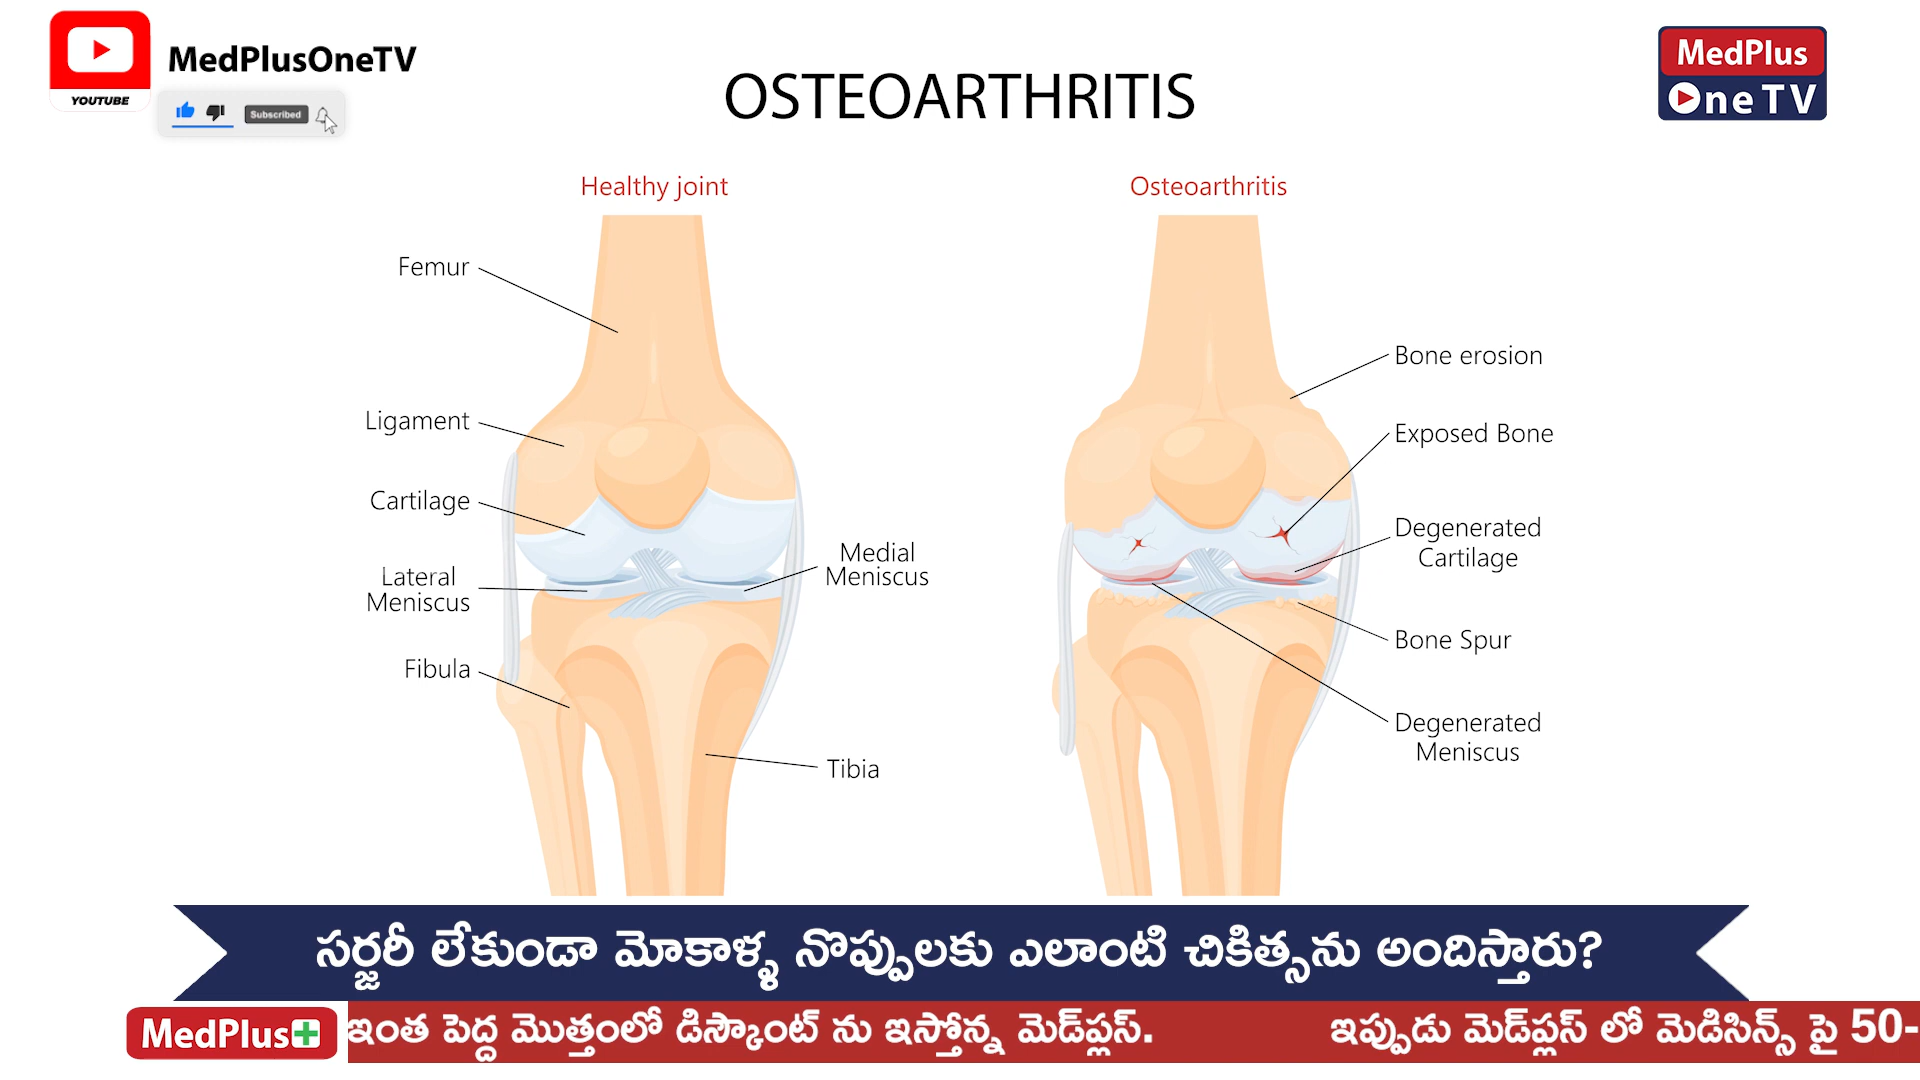 MedPlusOneTV
YOUTUBE
Subscribed
MedPlus
One TV
OSTEOARTHRITIS
Healthy joint
Femur
Ligament
Cartilage
Lateral
Meniscus
Fibula
Medial
Meniscus
Tibia
Osteoarthritis
Bone erosion
Exposed Bone
Degenerated
Cartilage
Bone Spur
Degenerated
Meniscus
సర్జరీ లేకుండా మోకాళ్ళ నొప్పులకు ఎలాంటి చికిత్సను అందిస్తారు?
MedPlus
ఇంత పెద్ద మొత్తంలో డిస్కౌంట్ ను ఇస్తోన్న మెడ్‌ప్లస్. ఇప్పుడు మెడ్‌ప్లస్ లో మెడిసిన్స్ పై 50-